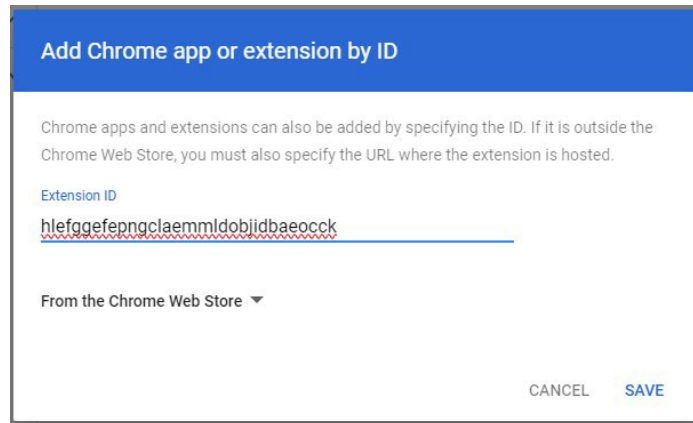 Add Chrome app or extension by ID
Chrome apps and extensions can also be added by specifying the ID. If it is outside the
Chrome Web Store, you must also specify the URL where the extension is hosted.
Extension ID
hlefggefepngclaemmldobjidbaeocck
From the Chrome Web Store
CANCEL SAVE